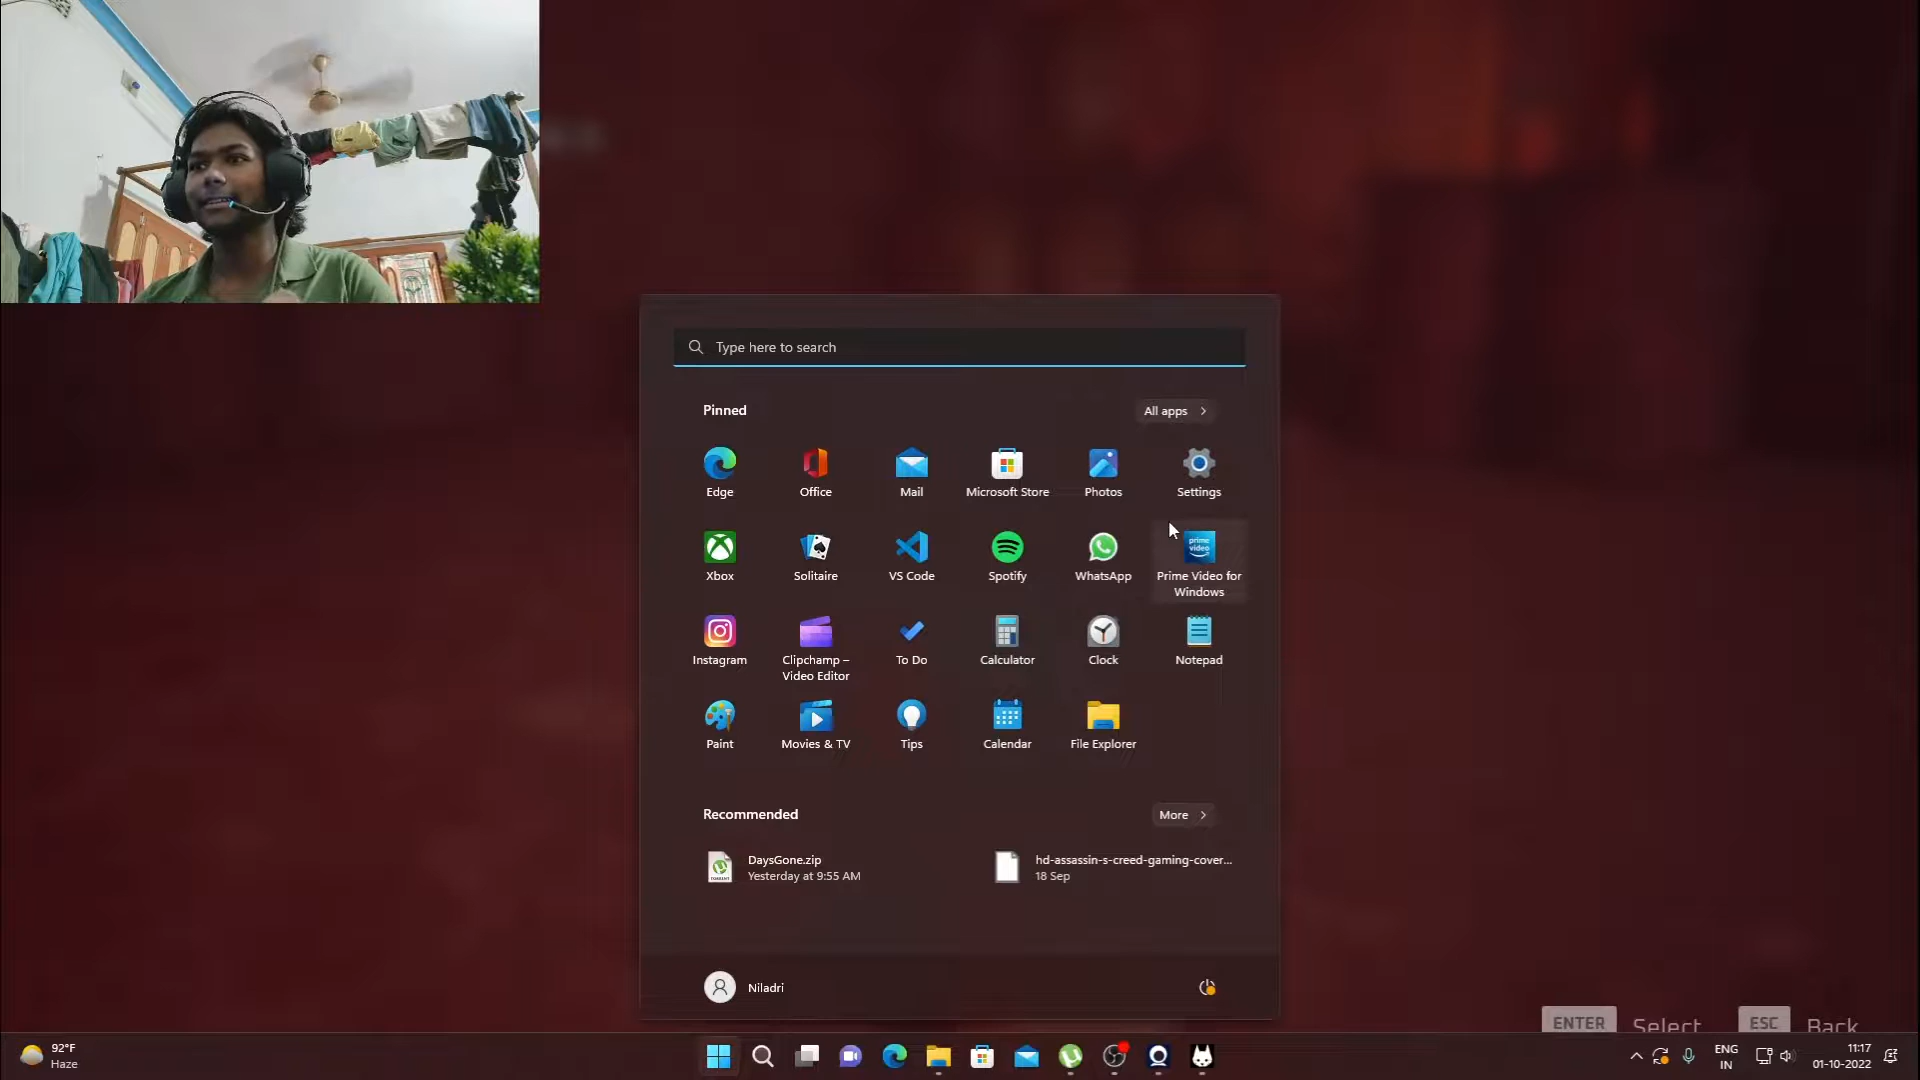 Type here to search
Pinned
All apps
Edge
Office
Mail
Microsoft Store
Photos
Settings
Xbox
Solitaire
VS Code
Spotify
WhatsApp
prime video
Prime Video for
Windows
Instagram
Clipchamp –
Video Editor
To Do
Calculator
Clock
Notepad
Paint
Movies & TV
Tips
Calendar
File Explorer
Recommended
More
DaysGone.zip
Yesterday at 9:55 AM
hd-assassin-s-creed-gaming-cover...
18 Sep
Niladri
ENTER Select ESC Back
92°F
Haze
ENG
IN
11:17
01-10-2022